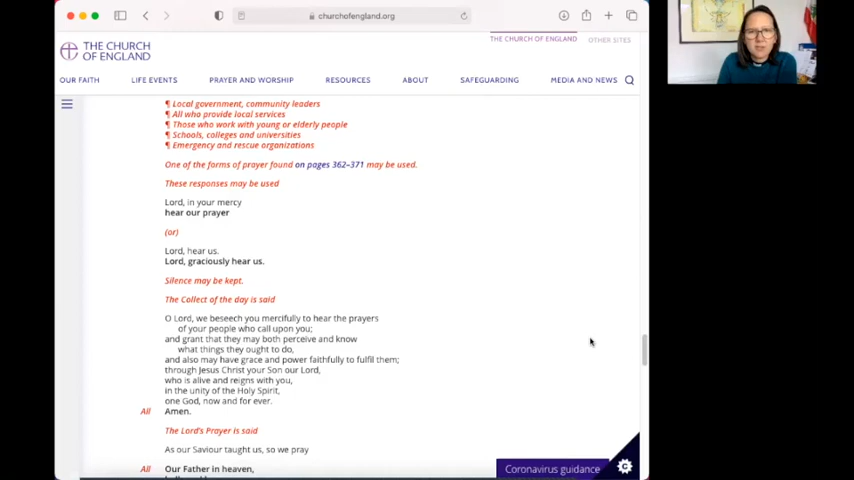 churchofengland.org
THE CHURCH OF ENGLAND
OTHER SITES
THE CHURCH
OF ENGLAND
OUR FAITH
LIFE EVENTS
PRAYER AND WORSHIP
RESOURCES
ABOUT
SAFEGUARDING
MEDIA AND NEWS
¶ Local government, community leaders
¶ All who provide local services
¶ Those who work with young or elderly people
¶ Schools, colleges and universities
¶ Emergency and rescue organizations
One of the forms of prayer found on pages 362–371 may be used.
These responses may be used
Lord, in your mercy
hear our prayer
(or)
Lord, hear us.
Lord, graciously hear us.
Silence may be kept.
The Collect of the day is said
O Lord, we beseech you mercifully to hear the prayers
of your people who call upon you;
and grant that they may both perceive and know
what things they ought to do,
and also may have grace and power faithfully to fulfil them;
through Jesus Christ your Son our Lord,
who is alive and reigns with you,
in the unity of the Holy Spirit,
one God, now and for ever.
All Amen.
The Lord's Prayer is said
As our Saviour taught us, so we pray
All Our Father in heaven,
Coronavirus guidance